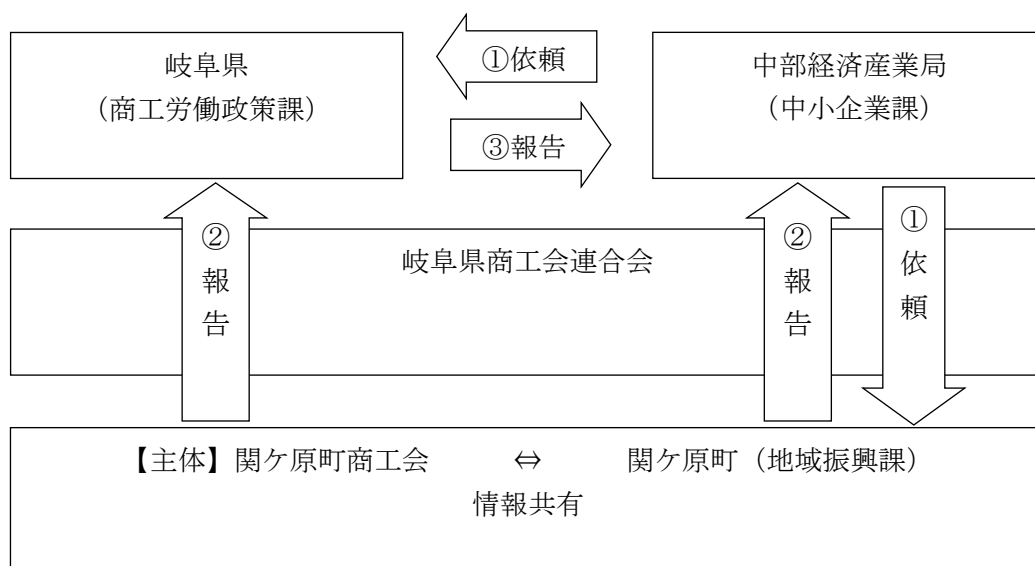 岐阜県
（商工労働政策課）
①依頼
③報告
中部経済産業局
（中小企業課）
②報告
岐阜県商工会連合会
②報告
①依頼
【主体】関ケ原町商工会 ⇔ 関ケ原町（地域振興課）
情報共有